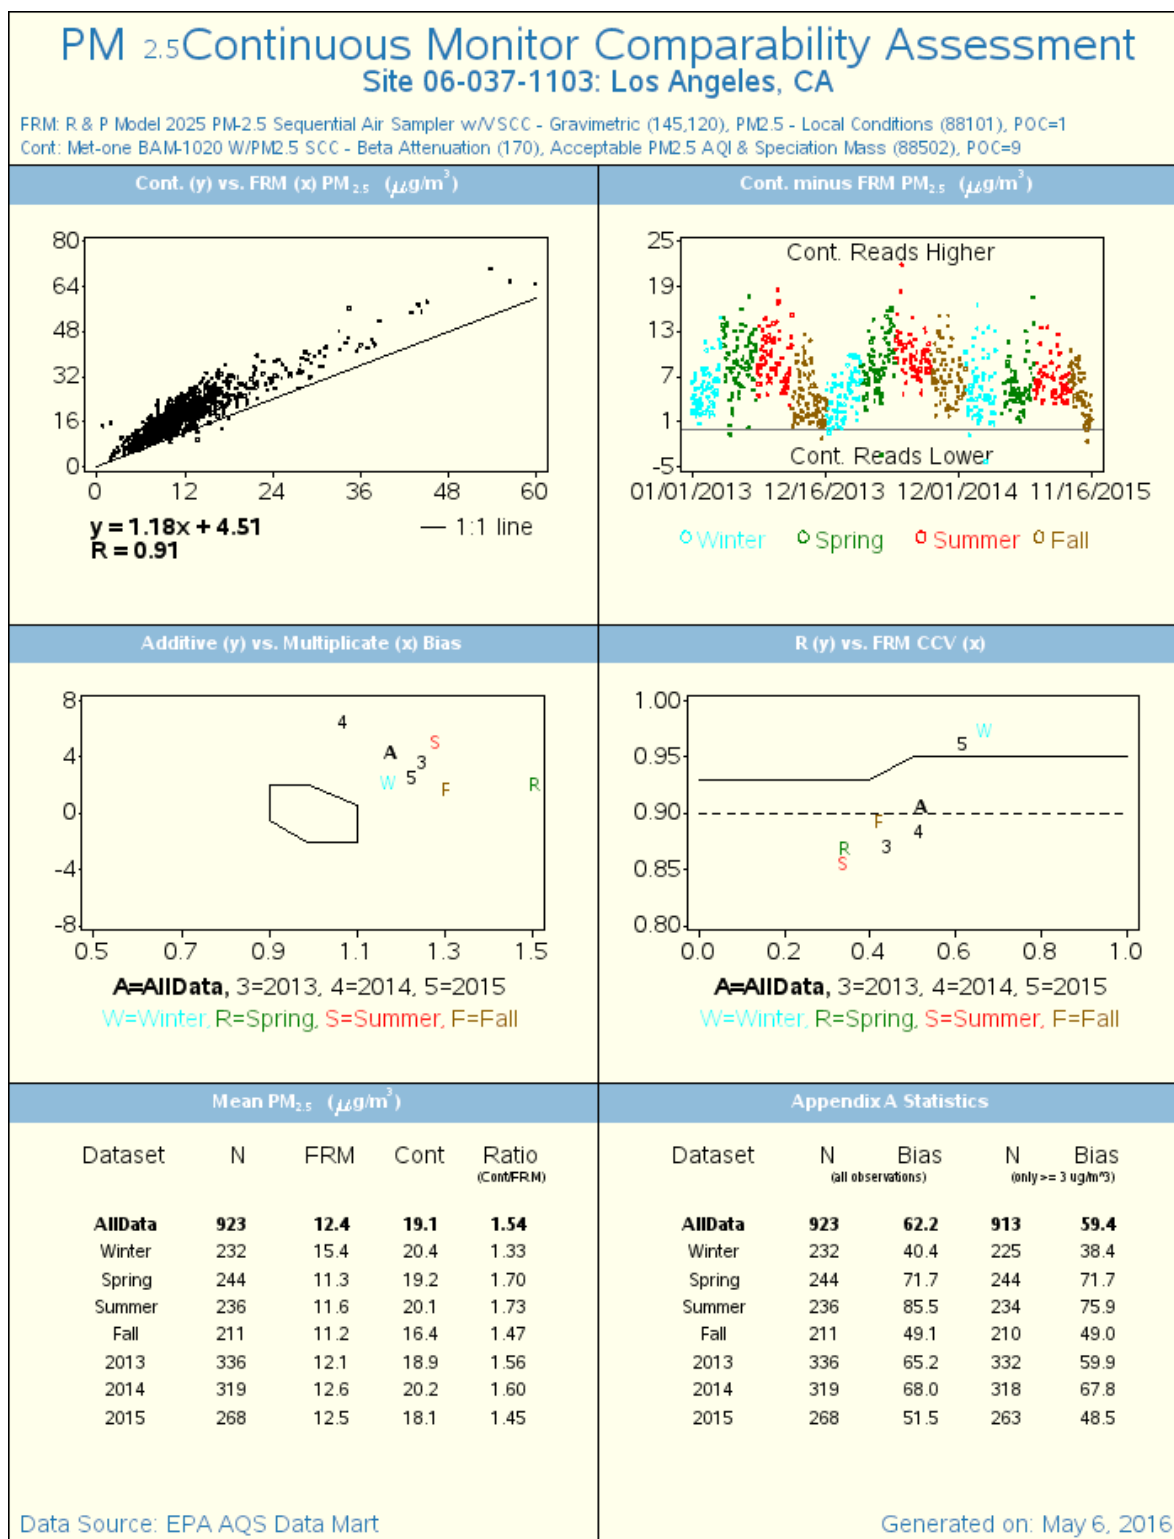 PM 2.5Continuous Monitor Comparability Assessment
Site 06-037-1103: Los Angeles, CA
FRM: R & P Model 2025 PM-2.5 Sequential Air Sampler w/VSCC - Gravimetric (145,120), PM2.5 - Local Conditions (88101), POC=1
Cont: Met-one BAM-1020 W/PM2.5 SCC - Beta Attenuation (170), Acceptable PM2.5 AQI & Speciation Mass (88502), POC=9
Cont. (y) vs. FRM (x) PM2.5 (µg/m³)
80
64
48
32
16
0
0 12 24 36 48 60
y = 1.18x + 4.51
R = 0.91
1:1 line
Cont. minus FRM PM2.5 (µg/m³)
25
19
13
7
1
-5
Cont. Reads Higher
Cont. Reads Lower
01/01/2013 12/16/2013 12/01/2014 11/16/2015
Winter Spring Summer Fall
Additive (y) vs. Multiplicate (x) Bias
8
4
0
-4
-8
4
A
S
3
5
W
F
R
0.5 0.7 0.9 1.1 1.3 1.5
A=AllData, 3=2013, 4=2014, 5=2015
W=Winter, R=Spring, S=Summer, F=Fall
R (y) vs. FRM CCV (x)
1.00
0.95
0.90
0.85
0.80
W
5
A
F
4
R
3
S
0.0 0.2 0.4 0.6 0.8 1.0
A=AllData, 3=2013, 4=2014, 5=2015
W=Winter, R=Spring, S=Summer, F=Fall
Mean PM2.5 (µg/m³)
Dataset N FRM Cont Ratio
(Cont/FRM)
AllData 923 12.4 19.1 1.54
Winter 232 15.4 20.4 1.33
Spring 244 11.3 19.2 1.70
Summer 236 11.6 20.1 1.73
Fall 211 11.2 16.4 1.47
2013 336 12.1 18.9 1.56
2014 319 12.6 20.2 1.60
2015 268 12.5 18.1 1.45
Appendix A Statistics
Dataset N Bias N Bias
(all observations) (only >= 3 ug/m^3)
AllData 923 62.2 913 59.4
Winter 232 40.4 225 38.4
Spring 244 71.7 244 71.7
Summer 236 85.5 234 75.9
Fall 211 49.1 210 49.0
2013 336 65.2 332 59.9
2014 319 68.0 318 67.8
2015 268 51.5 263 48.5
Data Source: EPA AQS Data Mart
Generated on: May 6, 2016